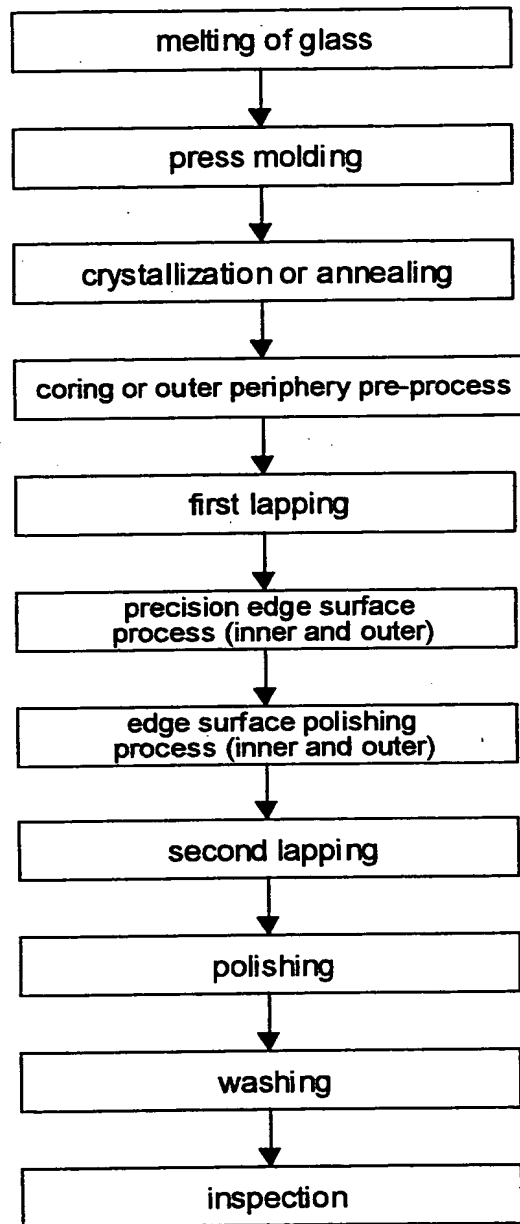 melting of glass
press molding
crystallization or annealing
coring or outer periphery pre-process
first lapping
precision edge surface
process (inner and outer)
edge surface polishing
process (inner and outer)
second lapping
polishing
washing
inspection